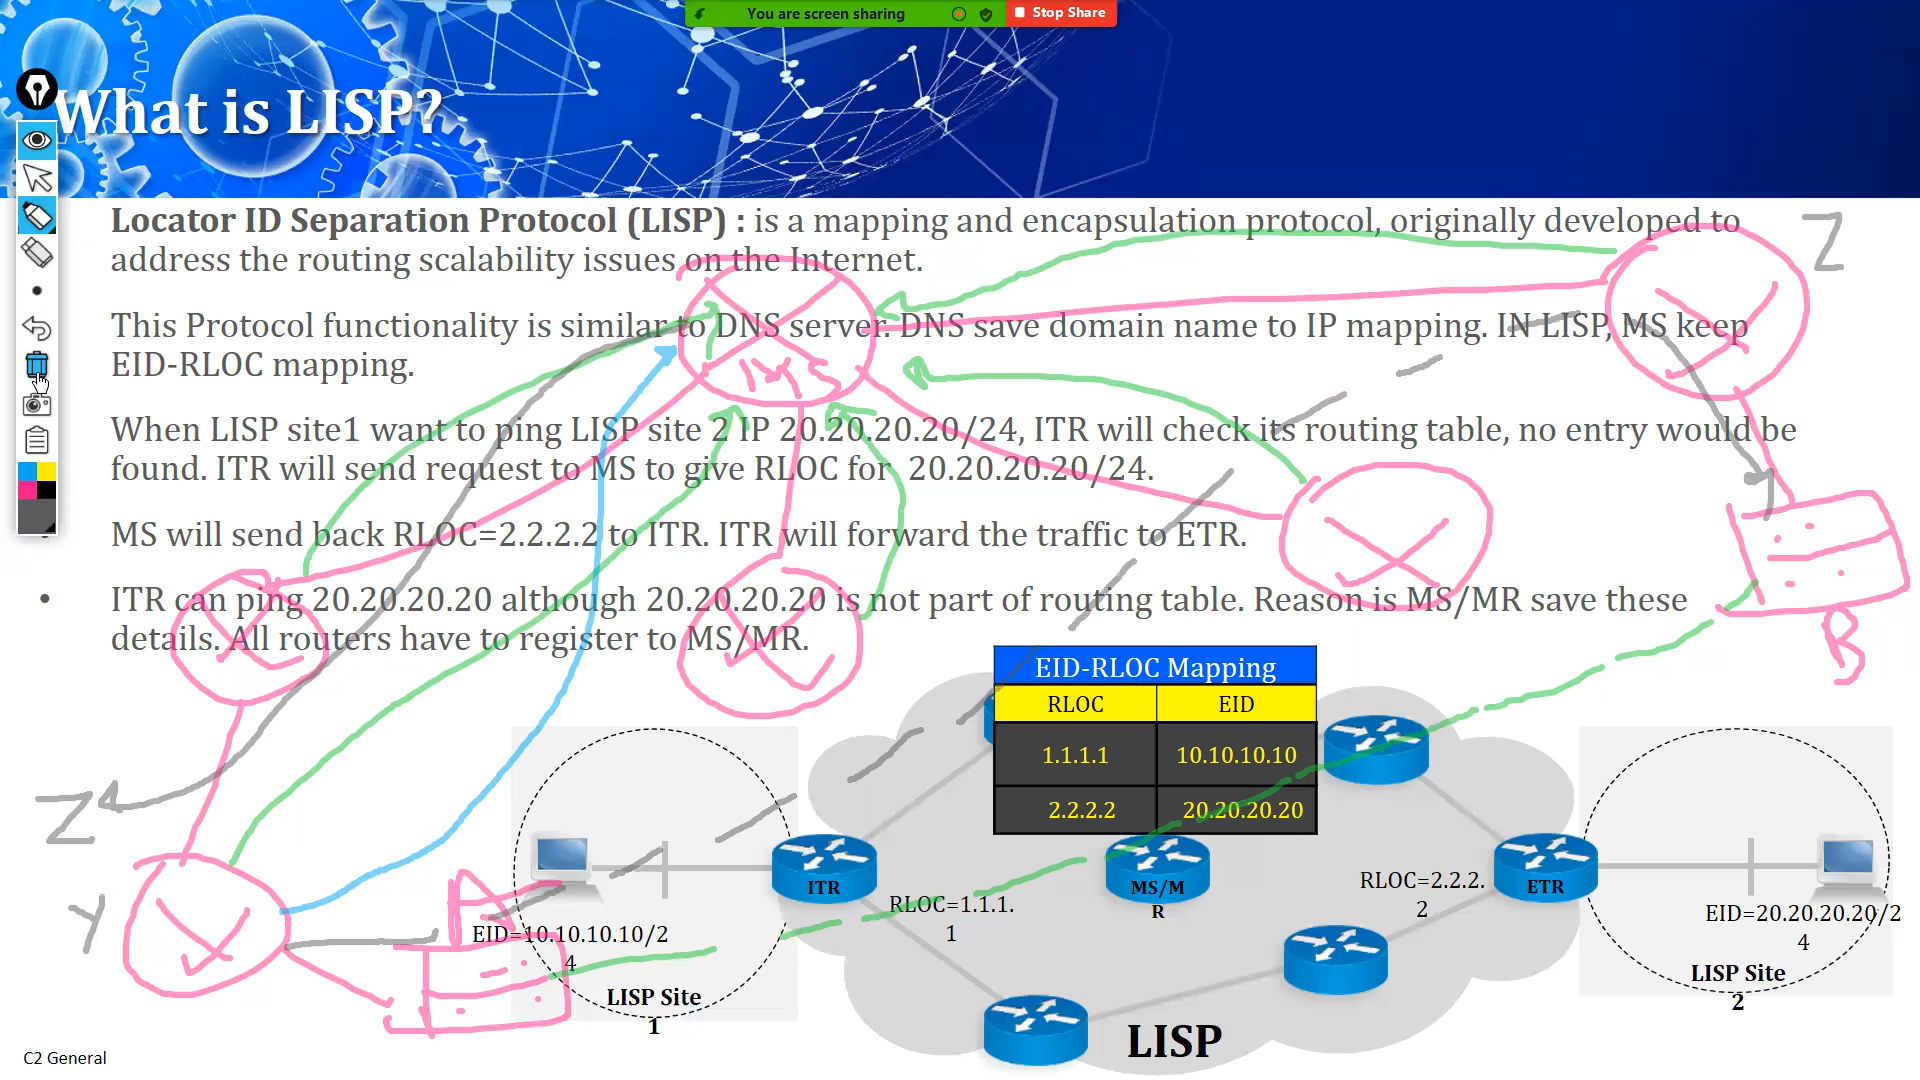 You are screen sharing
Stop Share
What is LISP?
Locator ID Separation Protocol (LISP) : is a mapping and encapsulation protocol, originally developed to
address the routing scalability issues on the Internet.
Z
This Protocol functionality is similar to DNS server. DNS save domain name to IP mapping. IN LISP, MS keep
EID-RLOC mapping.
MS
When LISP site1 want to ping LISP site 2 IP 20.20.20.20/24, ITR will check its routing table, no entry would be
found. ITR will send request to MS to give RLOC for 20.20.20.20/24.
MS will send back RLOC=2.2.2.2 to ITR. ITR will forward the traffic to ETR.
• ITR can ping 20.20.20.20 although 20.20.20.20 is not part of routing table. Reason is MS/MR save these
details. All routers have to register to MS/MR.
B
EID-RLOC Mapping
RLOC EID
1.1.1.1 10.10.10.10
2.2.2.2 20.20.20.20
Z
Y
A
ITR
MS/M
R
ETR
RLOC=1.1.1.
1
RLOC=2.2.2.
2
EID=10.10.10.10/2
4
LISP Site
1
EID=20.20.20.20/2
4
LISP Site
2
LISP
C2 General